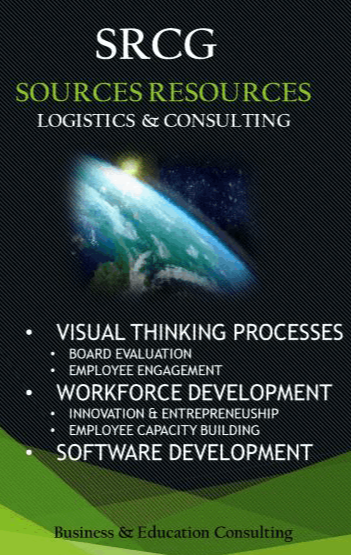 SRCG
SOURCES RESOURCES
LOGISTICS & CONSULTING
• VISUAL THINKING PROCESSES
• BOARD EVALUATION
• EMPLOYEE ENGAGEMENT
• WORKFORCE DEVELOPMENT
• INNOVATION & ENTREPRENEUSHIP
• EMPLOYEE CAPACITY BUILDING
• SOFTWARE DEVELOPMENT
Business & Education Consulting